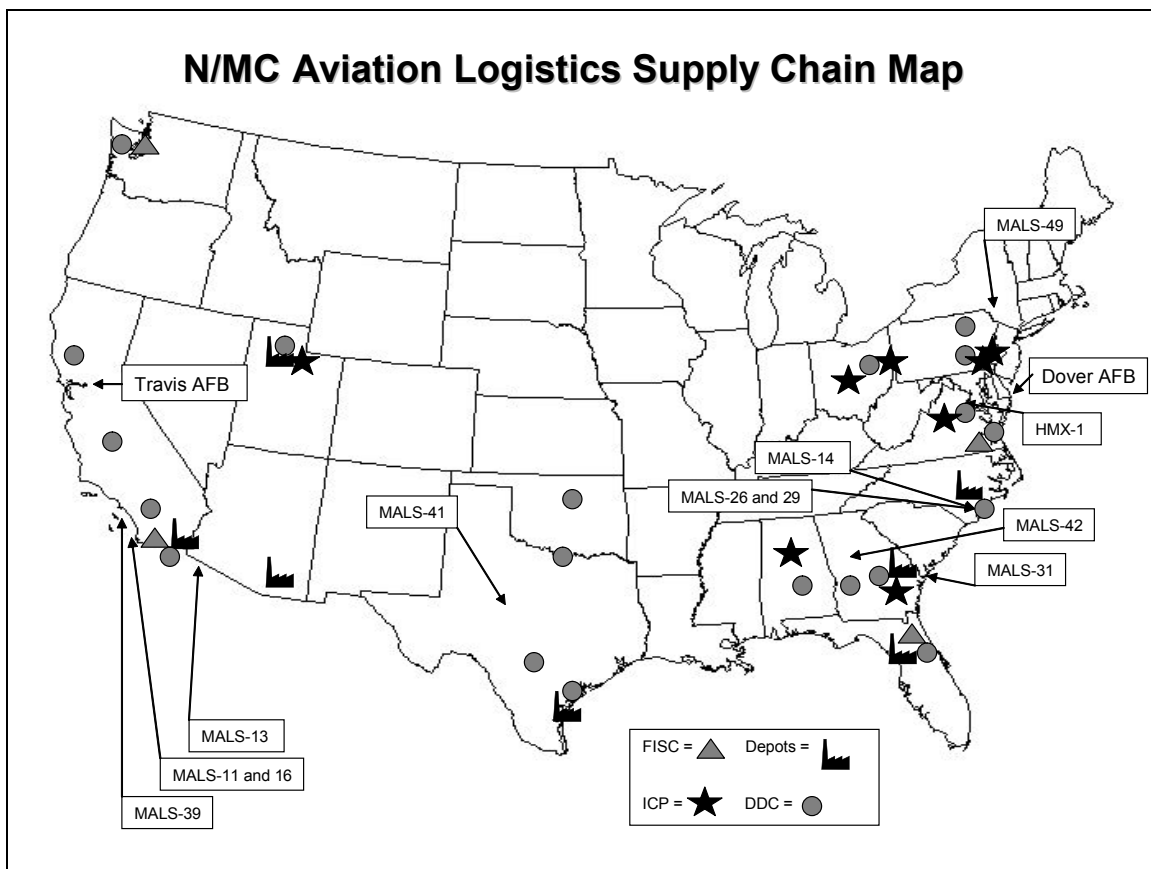 N/MC Aviation Logistics Supply Chain Map
MALS-49
Travis AFB
Dover AFB
HMX-1
MALS-14
MALS-26 and 29
MALS-41
MALS-42
MALS-31
MALS-13
MALS-11 and 16
MALS-39
FISC =
Depots =
ICP =
DDC =